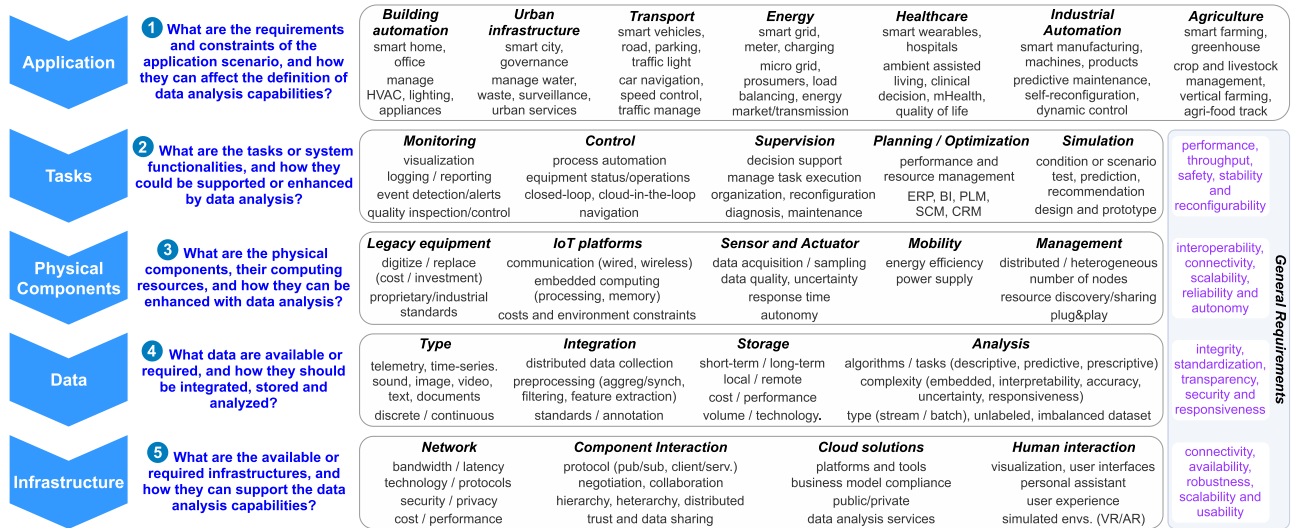 Application
1 What are the requirements
and constraints of the
application scenario, and how
they can affect the definition of
data analysis capabilities?
Building
automation
smart home,
office
manage
HVAC, lighting,
appliances
Urban
infrastructure
smart city,
governance
manage water,
waste, surveillance,
urban services
Transport
smart vehicles,
road, parking,
traffic light
car navigation,
speed control,
traffic manage
Energy
smart grid,
meter, charging
micro grid,
prosumers, load
balancing, energy
market/transmission
Healthcare
smart wearables,
hospitals
ambient assisted
living, clinical
decision, mHealth,
quality of life
Industrial
Automation
smart manufacturing,
machines, products
predictive maintenance,
self-reconfiguration,
dynamic control
Agriculture
smart farming,
greenhouse
crop and livestock
management,
vertical farming,
agri-food track
Tasks
2 What are the tasks or system
functionalities, and how they
could be supported or enhanced
by data analysis?
Monitoring
visualization
logging / reporting
event detection/alerts
quality inspection/control
Control
process automation
equipment status/operations
closed-loop, cloud-in-the-loop
navigation
Supervision
decision support
manage task execution
organization, reconfiguration
diagnosis, maintenance
Planning / Optimization
performance and
resource management
ERP, BI, PLM,
SCM, CRM
Simulation
condition or scenario
test, prediction,
recommendation
design and prototype
performance,
throughput,
safety, stability
and
reconfigurability
Physical
Components
3 What are the physical
components, their computing
resources, and how they can be
enhanced with data analysis?
Legacy equipment
digitize / replace
(cost / investment)
proprietary/industrial
standards
IoT platforms
communication (wired, wireless)
embedded computing
(processing, memory)
costs and environment constraints
Sensor and Actuator
data acquisition / sampling
data quality, uncertainty
response time
autonomy
Mobility
energy efficiency
power supply
Management
distributed / heterogeneous
number of nodes
resource discovery/sharing
plug&play
interoperability,
connectivity,
scalability,
reliability and
autonomy
General Requirements
Data
4 What data are available or
required, and how they should
be integrated, stored and
analyzed?
Type
telemetry, time-series.
sound, image, video,
text, documents
discrete / continuous
Integration
distributed data collection
preprocessing (aggreg/synch,
filtering, feature extraction)
standards / annotation
Storage
short-term / long-term
local / remote
cost / performance
volume / technology.
Analysis
algorithms / tasks (descriptive, predictive, prescriptive)
complexity (embedded, interpretability, accuracy,
uncertainty, responsiveness)
type (stream / batch), unlabeled, imbalanced dataset
integrity,
standardization,
transparency,
security and
responsiveness
Infrastructure
5 What are the available or
required infrastructures, and
how they can support the data
analysis capabilities?
Network
bandwidth / latency
technology / protocols
security / privacy
cost / performance
Component Interaction
protocol (pub/sub, client/serv.)
negotiation, collaboration
hierarchy, heterarchy, distributed
trust and data sharing
Cloud solutions
platforms and tools
business model compliance
public/private
data analysis services
Human interaction
visualization, user interfaces
personal assistant
user experience
simulated envs. (VR/AR)
connectivity,
availability,
robustness,
scalability and
usability